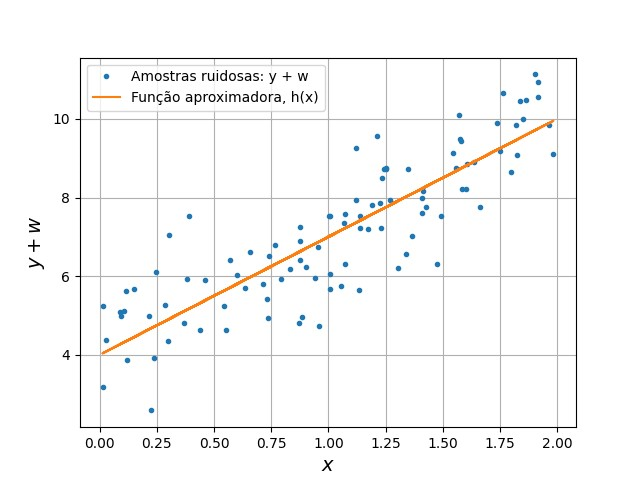 Amostras ruidosas: y + w
Função aproximadora, h(x)
10
8
6
4
y + w
0.00 0.25 0.50 0.75 1.00 1.25 1.50 1.75 2.00
x